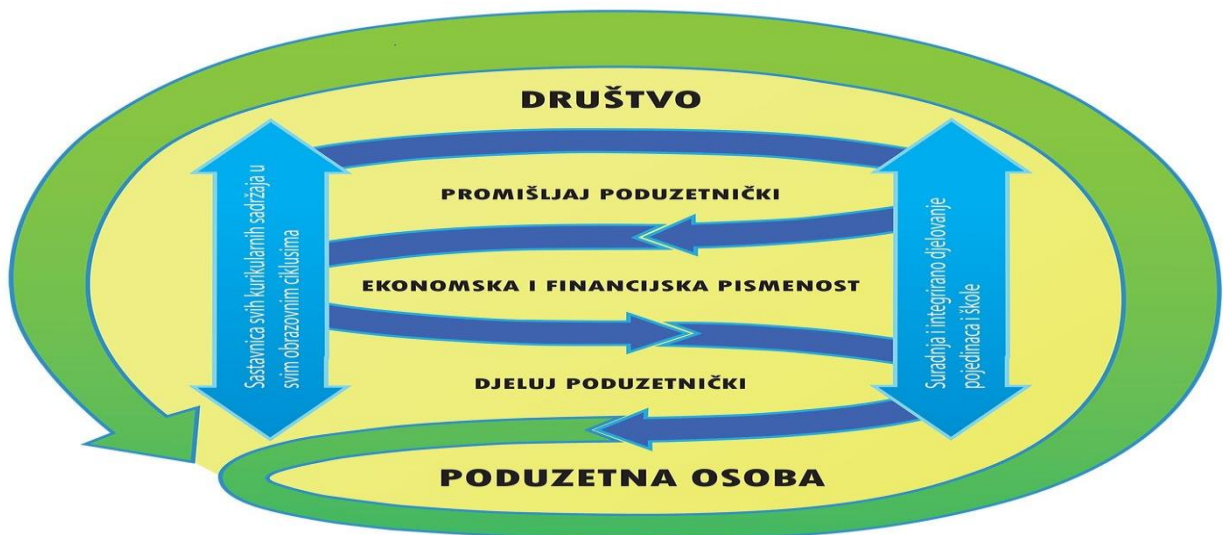 DRUŠTVO
Sastavnica svih kurikularnih sadržaja u
svim obrazovnim ciklusima
PROMIŠLJAJ PODUZETNIČKI
EKONOMSKA I FINANCIJSKA PISMENOST
DJELUJ PODUZETNIČKI
Suradnja i integrirano djelovanje
pojedinaca i škole
PODUZETNA OSOBA